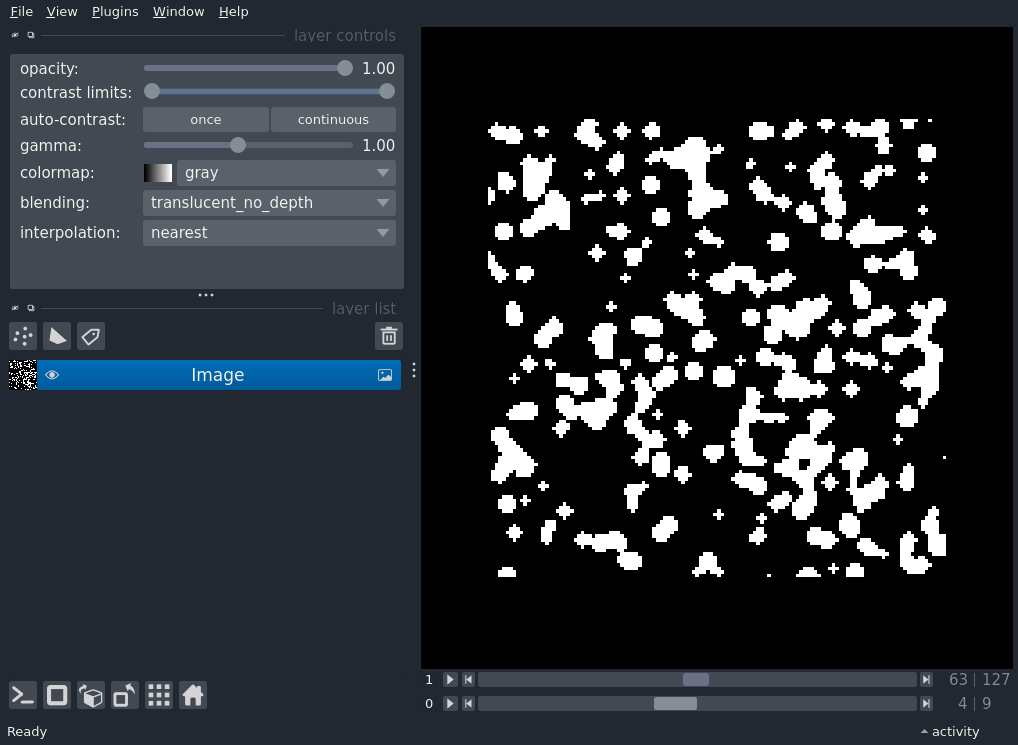 File View Plugins Window Help
layer controls
opacity: 1.00
contrast limits:
auto-contrast: once continuous
gamma: 1.00
colormap: gray
blending: translucent_no_depth
interpolation: nearest
layer list
Image
1 63 | 127
0 4 | 9
Ready activity